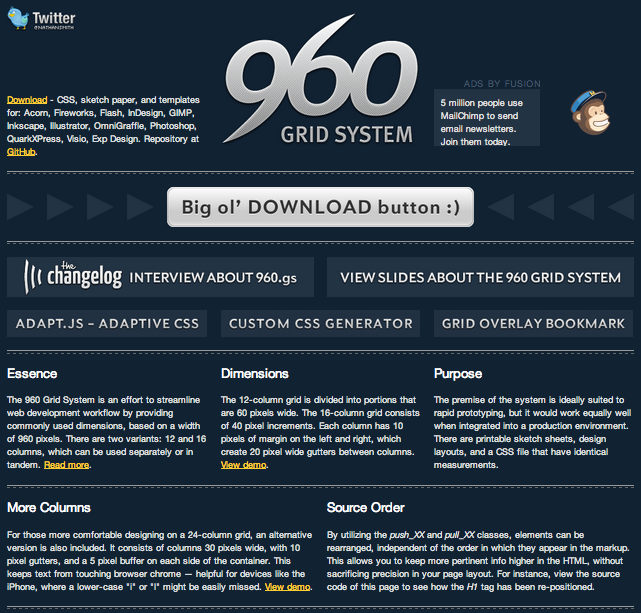 Twitter
@NATHANSMITH
960
GRID SYSTEM
Download - CSS, sketch paper, and templates
for: Acorn, Fireworks, Flash, InDesign, GIMP,
Inkscape, Illustrator, OmniGraffle, Photoshop,
QuarkXPress, Visio, Exp Design. Repository at
GitHub.
ADS BY FUSION
5 million people use
MailChimp to send
email newsletters.
Join them today.
Big ol' DOWNLOAD button :)
the changelog INTERVIEW ABOUT 960.gs
VIEW SLIDES ABOUT THE 960 GRID SYSTEM
ADAPT.JS – ADAPTIVE CSS
CUSTOM CSS GENERATOR
GRID OVERLAY BOOKMARK
Essence
The 960 Grid System is an effort to streamline
web development workflow by providing
commonly used dimensions, based on a width
of 960 pixels. There are two variants: 12 and 16
columns, which can be used separately or in
tandem. Read more.
Dimensions
The 12-column grid is divided into portions that
are 60 pixels wide. The 16-column grid consists
of 40 pixel increments. Each column has 10
pixels of margin on the left and right, which
create 20 pixel wide gutters between columns.
View demo.
Purpose
The premise of the system is ideally suited to
rapid prototyping, but it would work equally well
when integrated into a production environment.
There are printable sketch sheets, design
layouts, and a CSS file that have identical
measurements.
More Columns
For those more comfortable designing on a 24-column grid, an alternative
version is also included. It consists of columns 30 pixels wide, with 10
pixel gutters, and a 5 pixel buffer on each side of the container. This
keeps text from touching browser chrome — helpful for devices like the
iPhone, where a lower-case "i" or "l" might be easily missed. View demo.
Source Order
By utilizing the push_XX and pull_XX classes, elements can be
rearranged, independent of the order in which they appear in the markup.
This allows you to keep more pertinent info higher in the HTML, without
sacrificing precision in your page layout. For instance, view the source
code of this page to see how the H1 tag has been re-positioned.